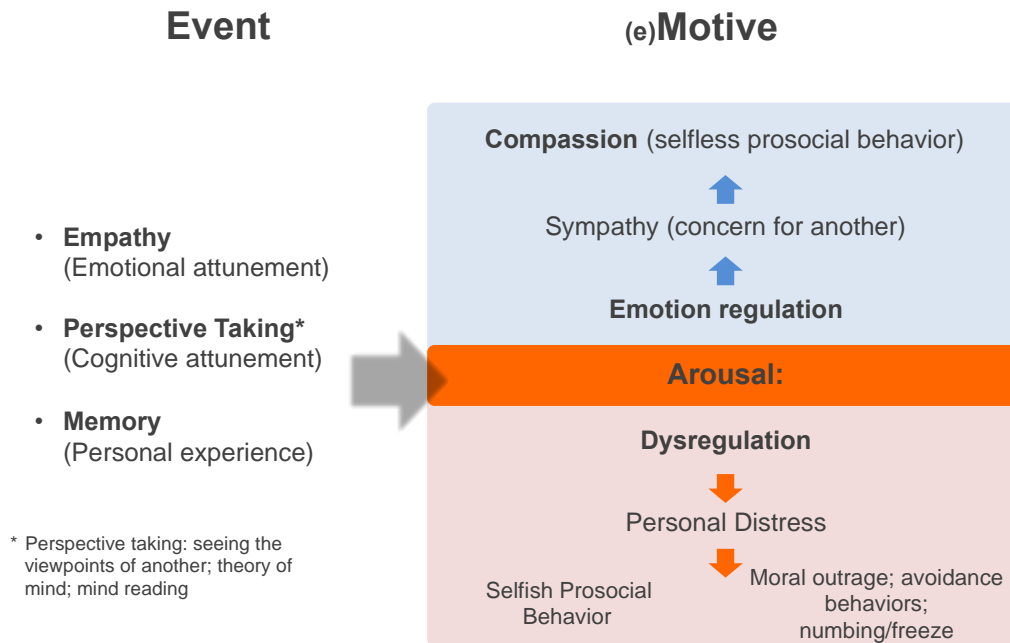 Event
(e)Motive
• Empathy
(Emotional attunement)
• Perspective Taking*
(Cognitive attunement)
• Memory
(Personal experience)
* Perspective taking: seeing the
viewpoints of another; theory of
mind; mind reading
Compassion (selfless prosocial behavior)
Sympathy (concern for another)
Emotion regulation
Arousal:
Dysregulation
Personal Distress
Selfish Prosocial
Behavior
Moral outrage; avoidance
behaviors;
numbing/freeze